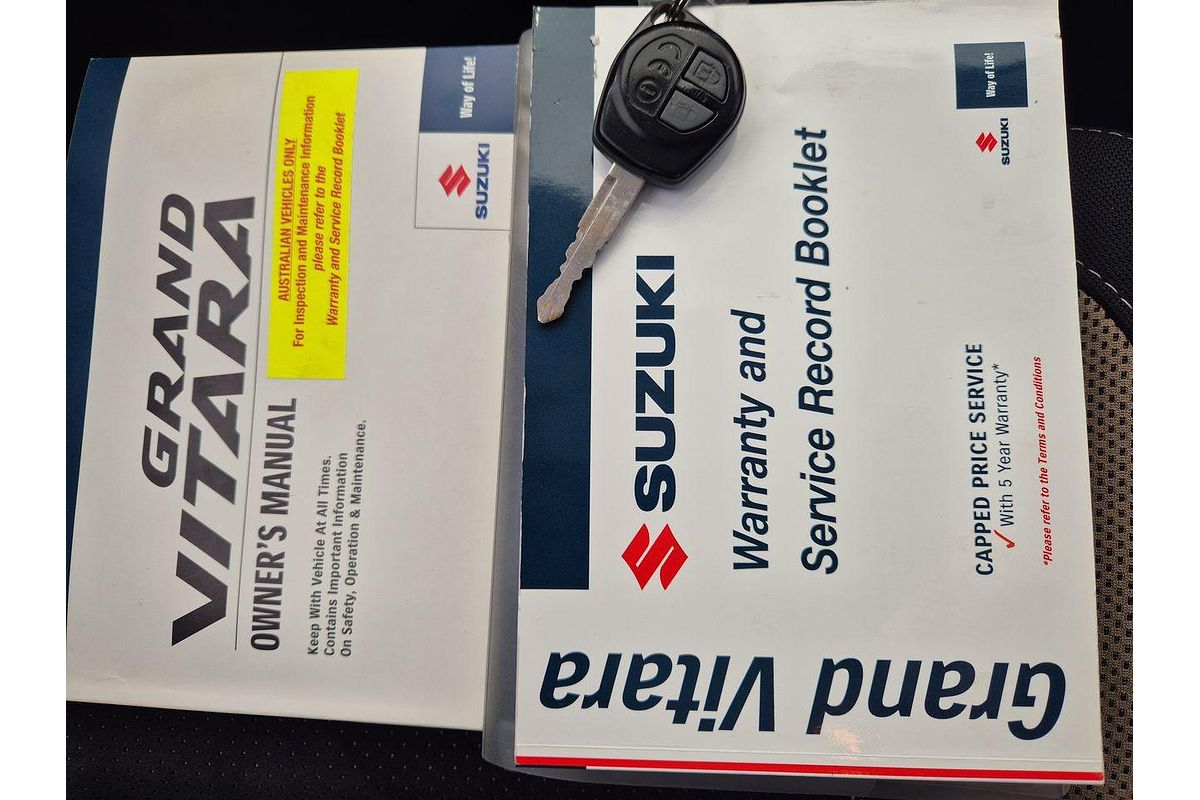 GRAND
VITARA
OWNER'S MANUAL
Keep With Vehicle At All Times.
Contains Important Information
On Safety, Operation & Maintenance.
AUSTRALIAN VEHICLES ONLY
For Inspection and Maintenance Information
please refer to the
Warranty and Service Record Booklet
SUZUKI
Way of Life!
SUZUKI
Warranty and
Service Record Booklet
CAPPED PRICE SERVICE
With 5 Year Warranty*
*Please refer to the Terms and Conditions
SUZUKI
Way of Life!
Grand Vitara